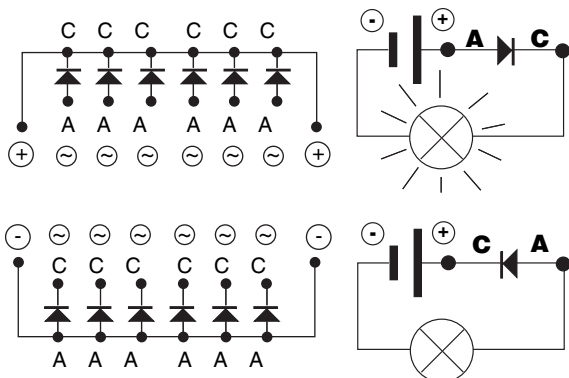 C C C C C C
A A A A A A
+ ~ ~ ~ ~ ~ ~ +
- + A C
- ~ ~ ~ ~ ~ ~ -
C C C C C C
A A A A A A
- + C A